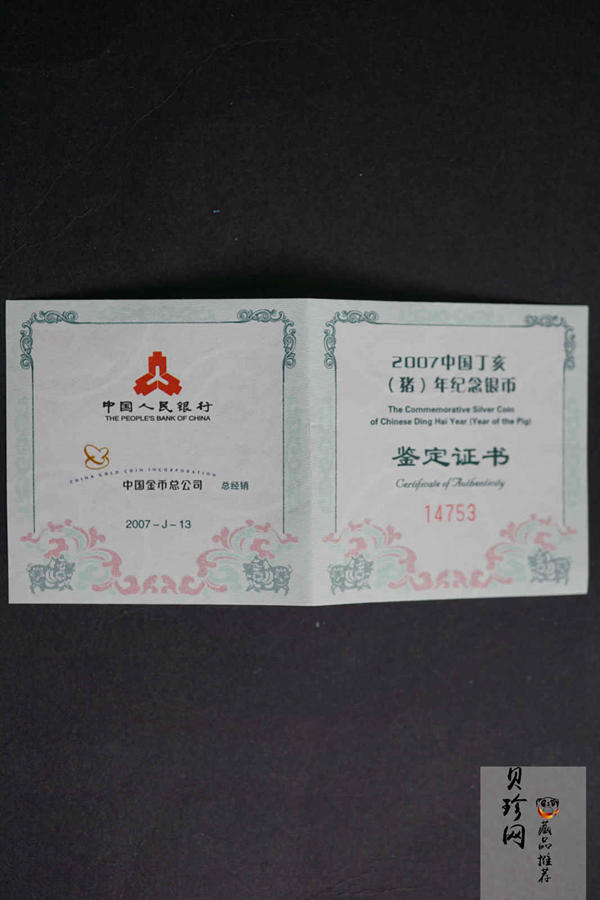 中国人民银行
THE PEOPLE'S BANK OF CHINA
CHINA GOLD COIN INCORPORATION
中国金币总公司 总经销
2007-J-13
2007中国丁亥
（猪）年纪念银币
The Commemorative Silver Coin
of Chinese Ding Hai Year (Year of the Pig)
鉴定证书
Certificate of Authenticity
14753
贝珍网
藏品推荐